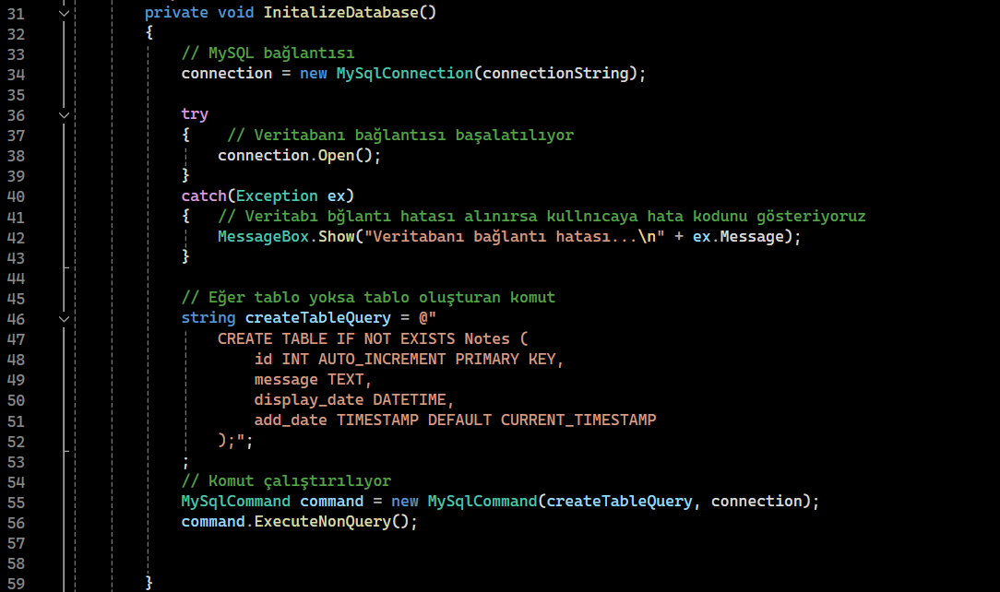 31 private void InitalizeDatabase()
32 {
33 // MySQL bağlantısı
34 connection = new MySqlConnection(connectionString);
35
36 try
37 { // Veritabanı bağlantısı başalatılıyor
38 connection.Open();
39 }
40 catch(Exception ex)
41 { // Veritabı bğlantı hatası alınırsa kullnıcaya hata kodunu gösteriyoruz
42 MessageBox.Show("Veritabanı bağlantı hatası...\n" + ex.Message);
43 }
44
45 // Eğer tablo yoksa tablo oluşturan komut
46 string createTableQuery = @"
47 CREATE TABLE IF NOT EXISTS Notes (
48 id INT AUTO_INCREMENT PRIMARY KEY,
49 message TEXT,
50 display_date DATETIME,
51 add_date TIMESTAMP DEFAULT CURRENT_TIMESTAMP
52 );";
53 ;
54 // Komut çalıştırılıyor
55 MySqlCommand command = new MySqlCommand(createTableQuery, connection);
56 command.ExecuteNonQuery();
57
58
59 }